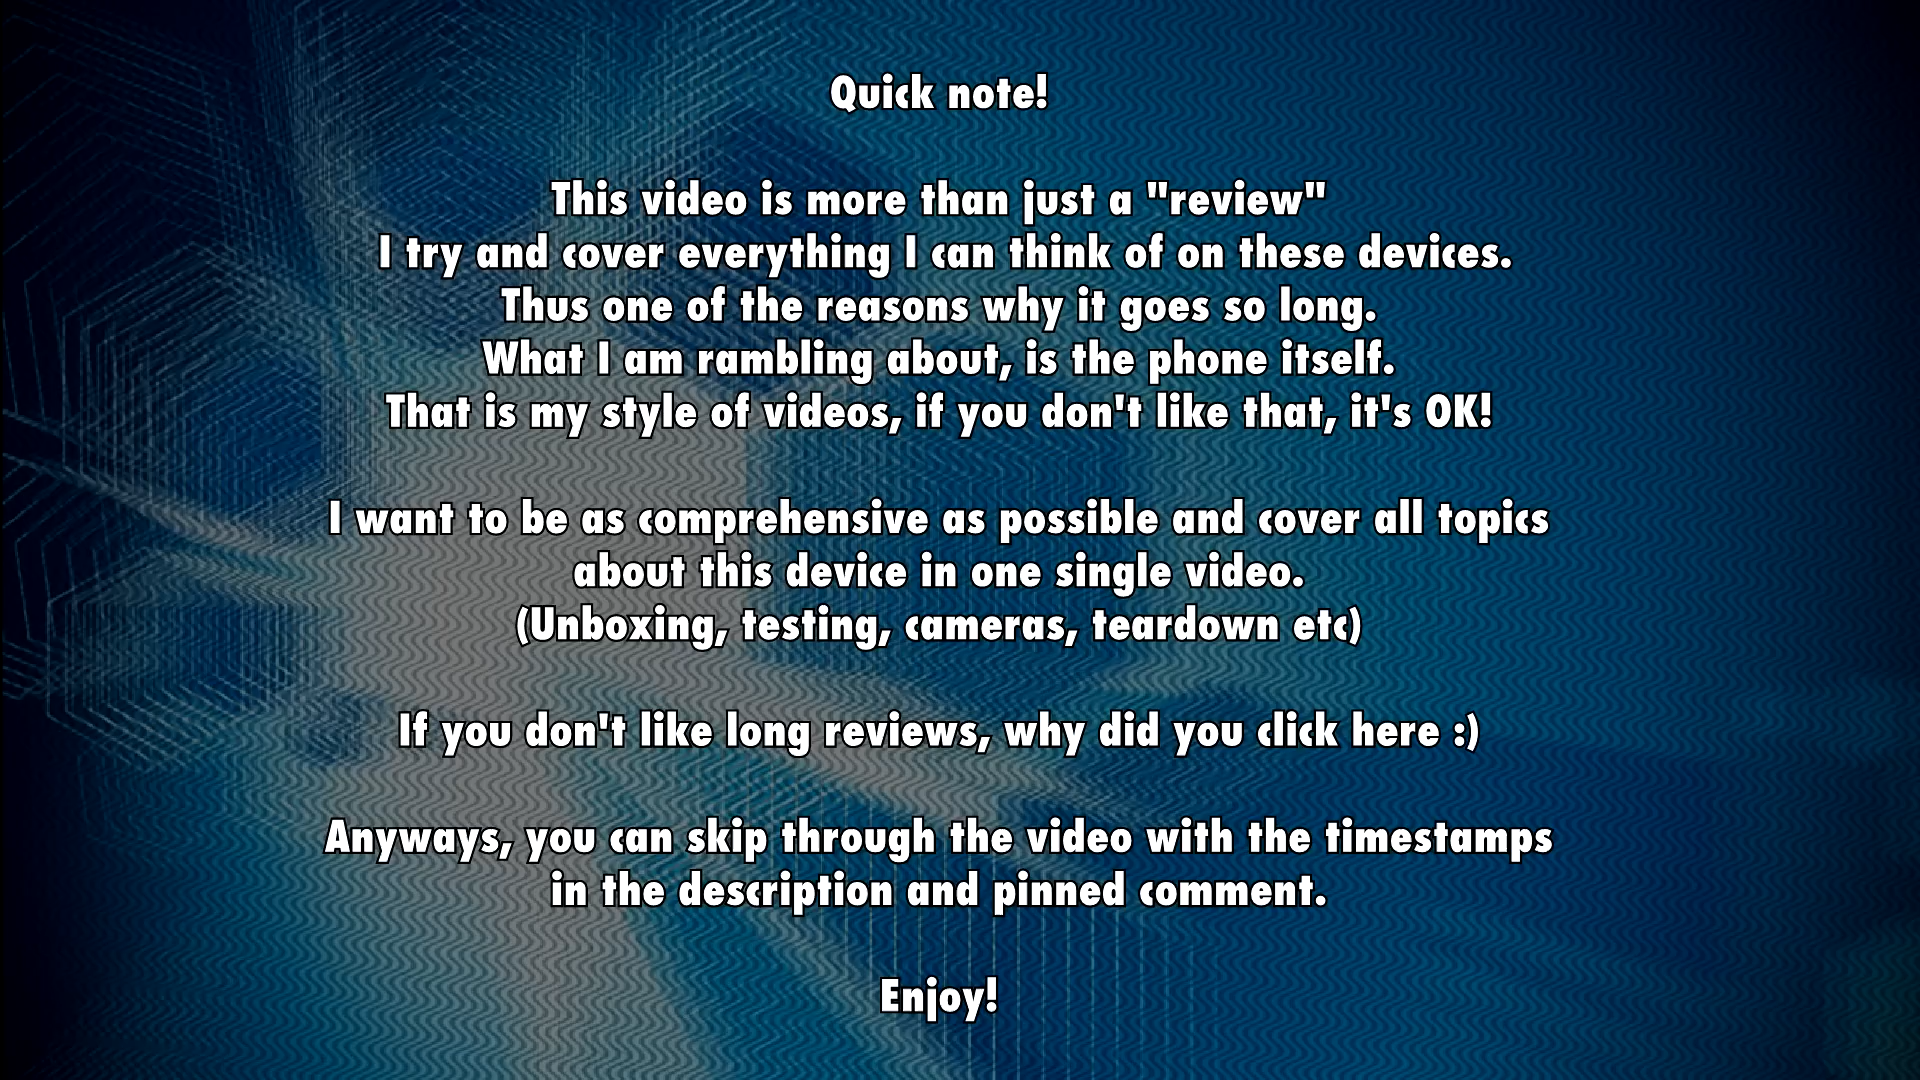 Quick note!
This video is more than just a "review"
I try and cover everything I can think of on these devices.
Thus one of the reasons why it goes so long.
What I am rambling about, is the phone itself.
That is my style of videos, if you don't like that, it's OK!
I want to be as comprehensive as possible and cover all topics
about this device in one single video.
(Unboxing, testing, cameras, teardown etc)
If you don't like long reviews, why did you click here :)
Anyways, you can skip through the video with the timestamps
in the description and pinned comment.
Enjoy!